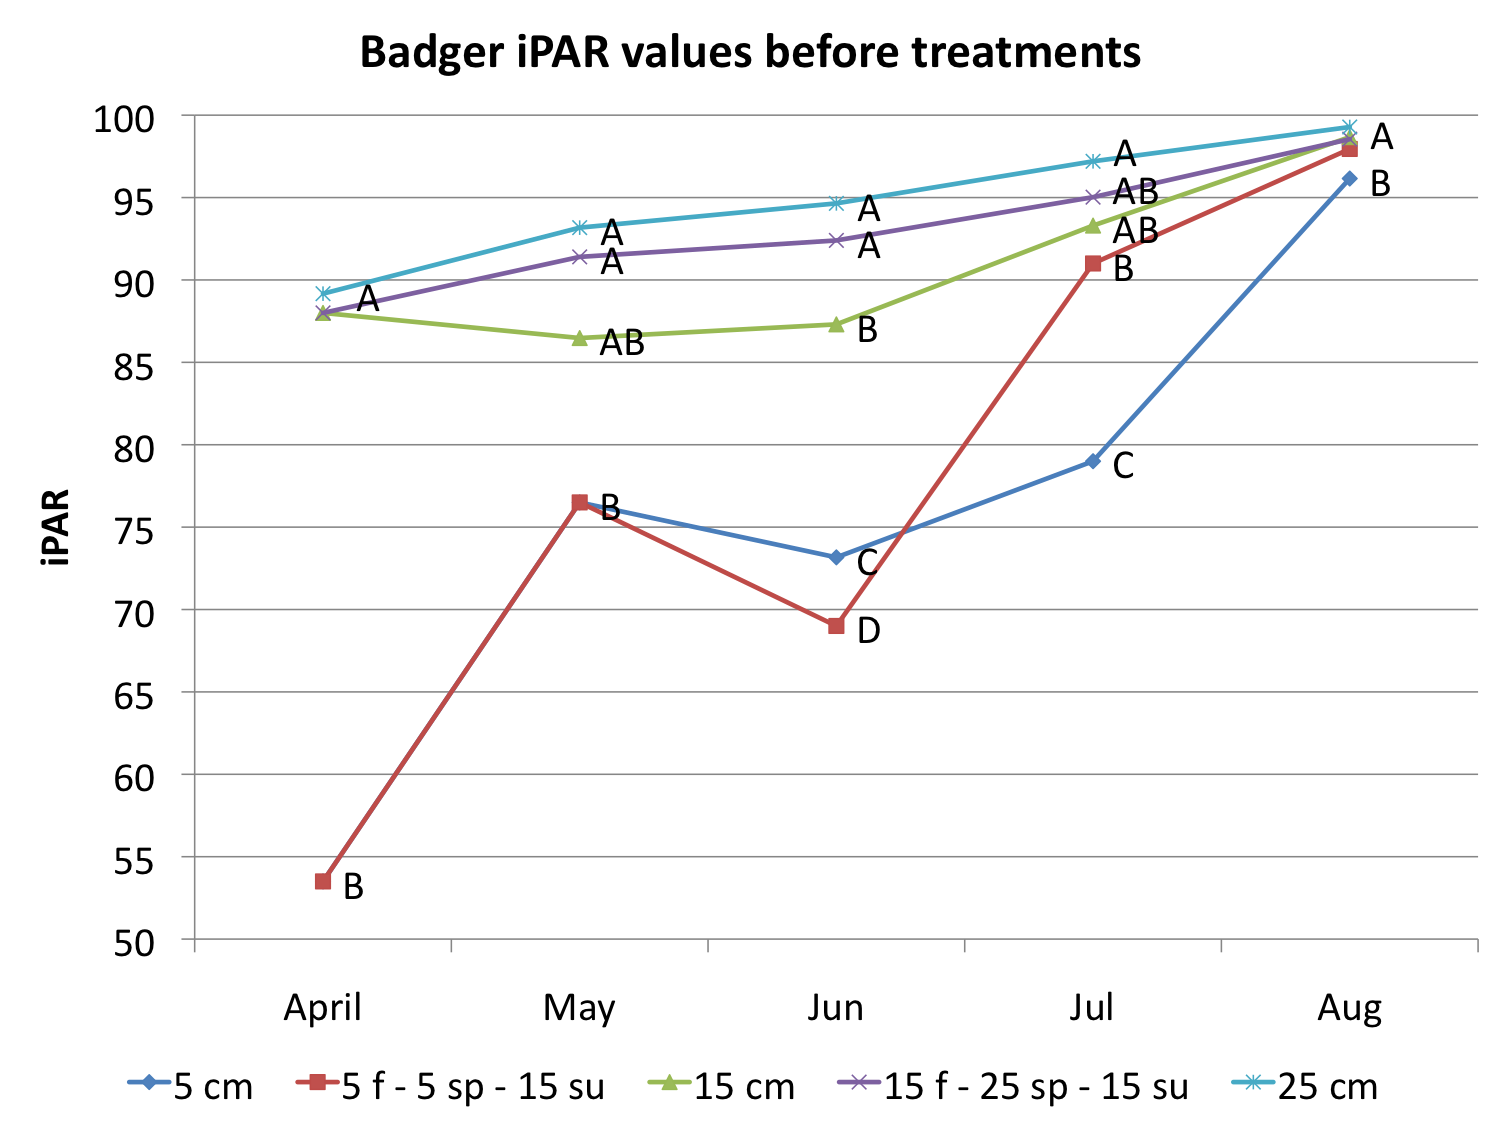 Badger iPAR values before treatments
100
95
90
85
80
75
70
65
60
55
50
iPAR
A
B
A
A
AB
B
A
A
B
C
D
A
AB
AB
B
C
A
B
April May Jun Jul Aug
5 cm 5 f - 5 sp - 15 su 15 cm 15 f - 25 sp - 15 su 25 cm